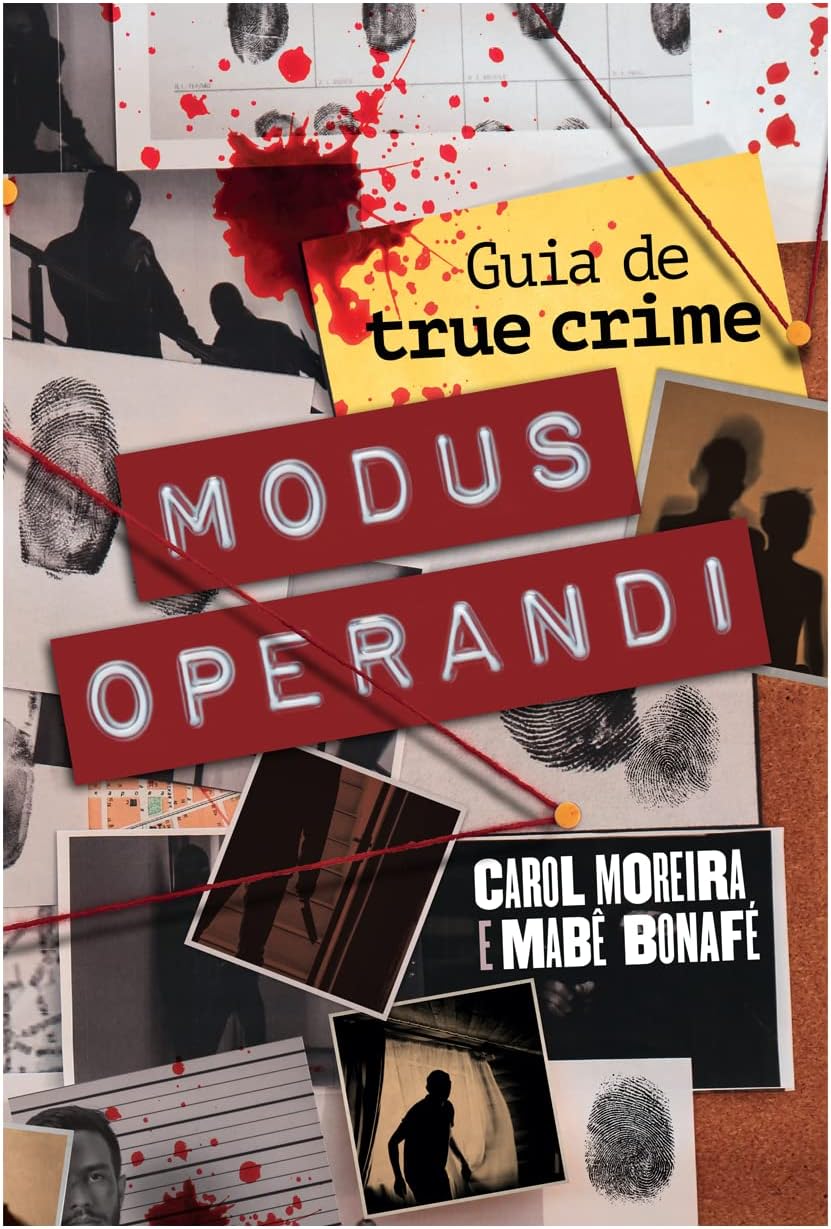 Guia de
true crime
MODUS
OPERANDI
CAROL MOREIRA
E MABÊ BONAFÉ